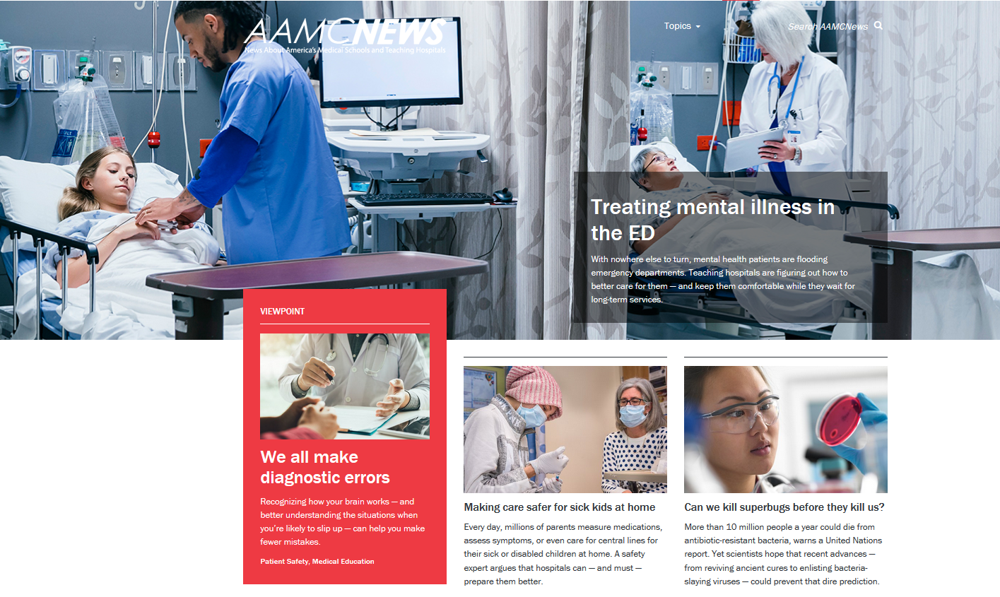 AAMCNEWS
News About America's Medical Schools and Teaching Hospitals
Topics
Search AAMCNews
Treating mental illness in
the ED
With nowhere else to turn, mental health patients are flooding
emergency departments. Teaching hospitals are figuring out how to
better care for them — and keep them comfortable while they wait for
long-term services.
VIEWPOINT
We all make
diagnostic errors
Recognizing how your brain works — and
better understanding the situations when
you're likely to slip up — can help you make
fewer mistakes.
Patient Safety, Medical Education
Making care safer for sick kids at home
Every day, millions of parents measure medications,
assess symptoms, or even care for central lines for
their sick or disabled children at home. A safety
expert argues that hospitals can — and must —
prepare them better.
Can we kill superbugs before they kill us?
More than 10 million people a year could die from
antibiotic-resistant bacteria, warns a United Nations
report. Yet scientists hope that recent advances —
from reviving ancient cures to enlisting bacteria-
slaying viruses — could prevent that dire prediction.